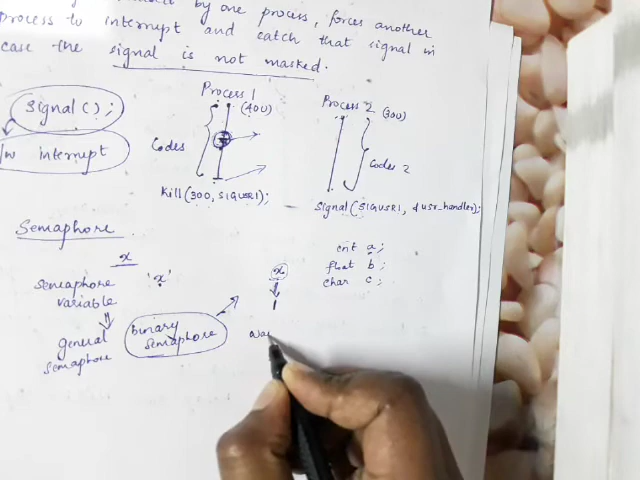 by one process, forces another
process to interrupt and catch that signal in
case the signal is not masked.
Process 1
(400)
Process 2
(300)
Signal ( );
/w interrupt
Codes
Codes 2
Kill (300, SIGUSR1);
Signal (SIGUSR1, & usr_handler);
Semaphore
x
int a;
float b;
char c;
semaphore variable 'x'
x
1
general semaphore
binary semaphore
wai